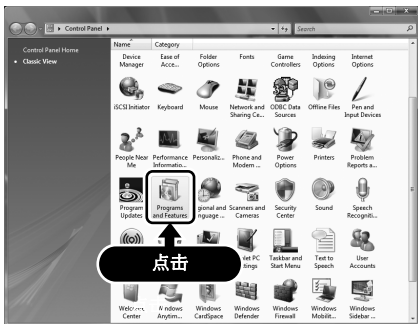 Control Panel
Search
Control Panel Home
Classic View
Name Category
Device Manager
Ease of Acce...
Folder Options
Fonts
Game Controllers
Indexing Options
Internet Options
iSCSI Initiator
Keyboard
Mouse
Network and Sharing Ce...
ODBC Data Sources
Offline Files
Pen and Input Devices
People Near Me
Performance Informatio...
Personaliz...
Phone and Modem ...
Power Options
Printers
Problem Reports a...
Program Updates
Programs and Features
gional and nguage ...
Scanners and Cameras
Security Center
Sound
Speech Recogniti...
点击
let PC ttings
Taskbar and Start Menu
Text to Speech
User Accounts
Center
Windows Anytim...
Windows CardSpace
Windows Defender
Windows Firewall
Windows Mobilit...
Windows Sidebar ...